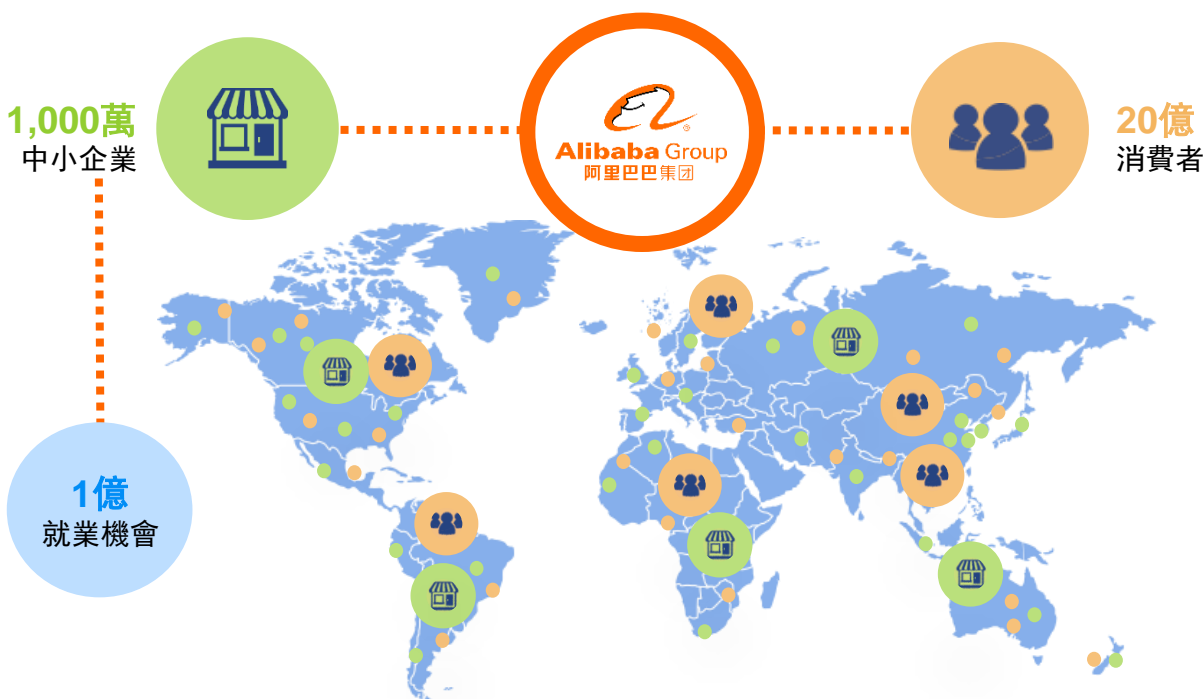 1,000萬
中小企業
Alibaba Group
阿里巴巴集团
20億
消費者
1億
就業機會